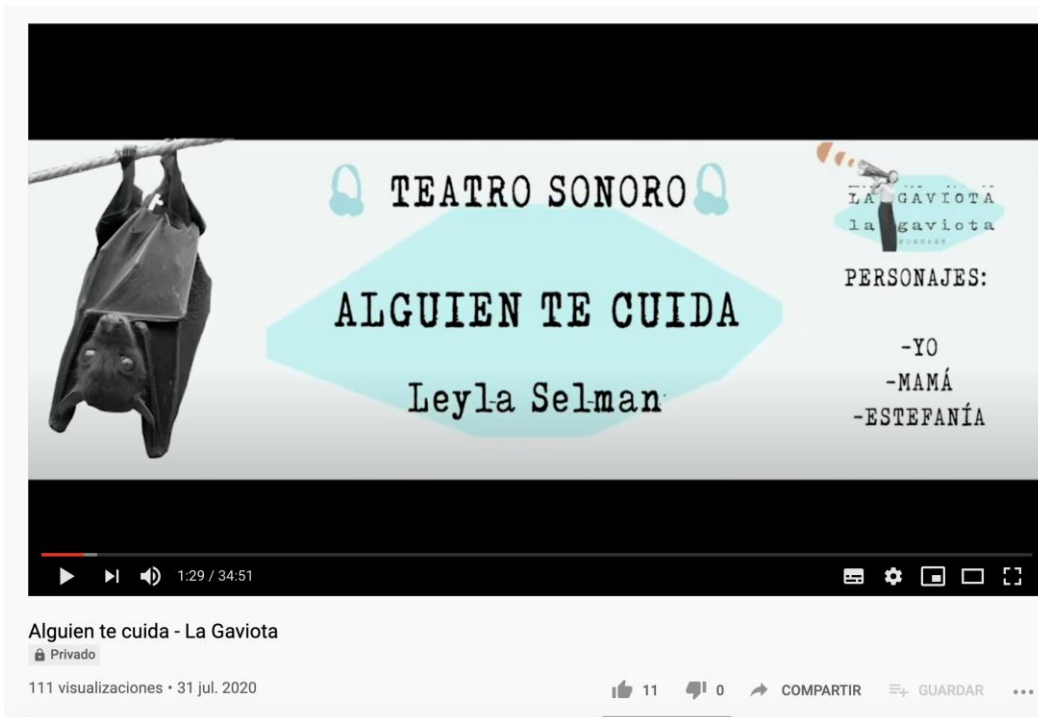 TEATRO SONORO
ALGUIEN TE CUIDA
Leyla Selman
LA GAVIOTA
la gaviota
PODCAST
PERSONAJES:
-YO
-MAMÁ
-ESTEFANÍA
1:29 / 34:51
Alguien te cuida - La Gaviota
Privado
111 visualizaciones • 31 jul. 2020
11
0
COMPARTIR
GUARDAR